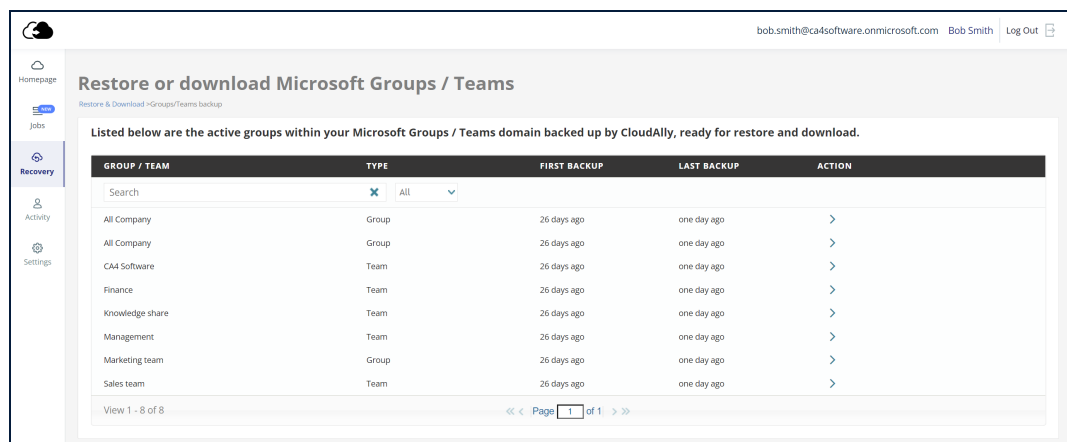 bob.smith@ca4software.onmicrosoft.com Bob Smith Log Out
Homepage
NEW
Jobs
Recovery
Activity
Settings
Restore or download Microsoft Groups / Teams
Restore & Download >Groups/Teams backup
Listed below are the active groups within your Microsoft Groups / Teams domain backed up by CloudAlly, ready for restore and download.
GROUP / TEAM TYPE FIRST BACKUP LAST BACKUP ACTION
Search All
All Company Group 26 days ago one day ago
All Company Group 26 days ago one day ago
CA4 Software Team 26 days ago one day ago
Finance Team 26 days ago one day ago
Knowledge share Team 26 days ago one day ago
Management Team 26 days ago one day ago
Marketing team Group 26 days ago one day ago
Sales team Team 26 days ago one day ago
View 1 - 8 of 8 Page 1 of 1